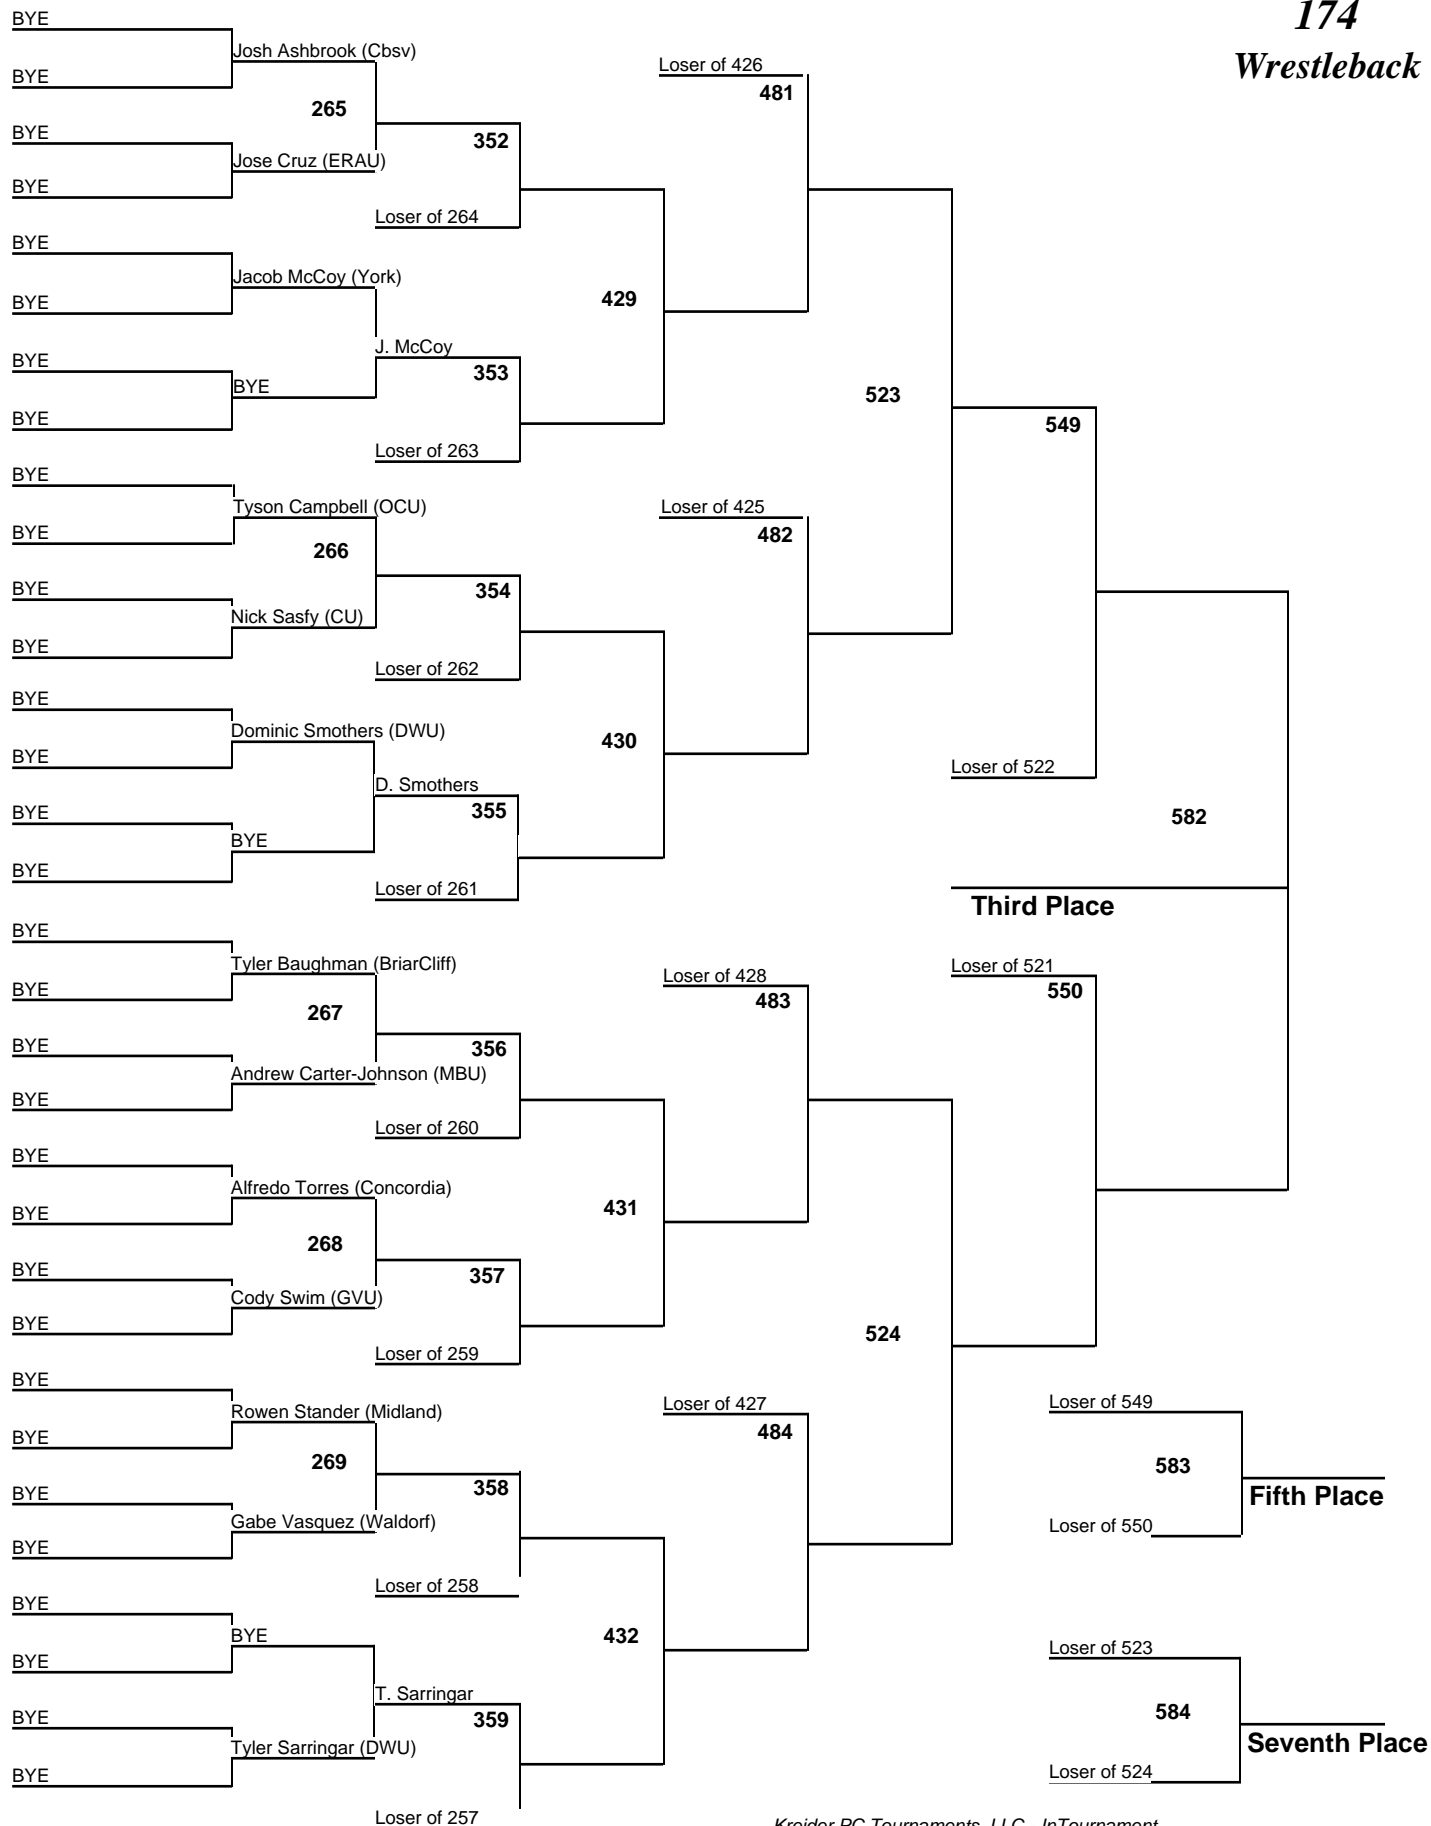 174
Wrestleback
BYE
Josh Ashbrook (Cbsv)
Loser of 426
BYE
481
265
BYE
352
Jose Cruz (ERAU)
BYE
Loser of 264
BYE
Jacob McCoy (York)
BYE
429
J. McCoy
BYE
353
BYE
523
BYE
549
Loser of 263
BYE
Tyson Campbell (OCU)
Loser of 425
BYE
482
266
BYE
354
Nick Sasfy (CU)
BYE
Loser of 262
BYE
Dominic Smothers (DWU)
430
BYE
Loser of 522
D. Smothers
BYE
355
582
BYE
BYE
Loser of 261
Third Place
BYE
Tyler Baughman (BriarCliff)
Loser of 428
Loser of 521
BYE
483
550
267
BYE
356
Andrew Carter-Johnson (MBU)
BYE
Loser of 260
BYE
Alfredo Torres (Concordia)
431
BYE
268
BYE
357
Cody Swim (GVU)
BYE
524
Loser of 259
BYE
Loser of 427
Loser of 549
Rowen Stander (Midland)
484
BYE
269
583
358
BYE
Fifth Place
Gabe Vasquez (Waldorf)
Loser of 550
BYE
Loser of 258
BYE
BYE
432
Loser of 523
BYE
T. Sarringar
584
BYE
359
Tyler Sarringar (DWU)
Seventh Place
BYE
Loser of 524
Loser of 257
Kreider PC Tournaments, LLC - InTournament